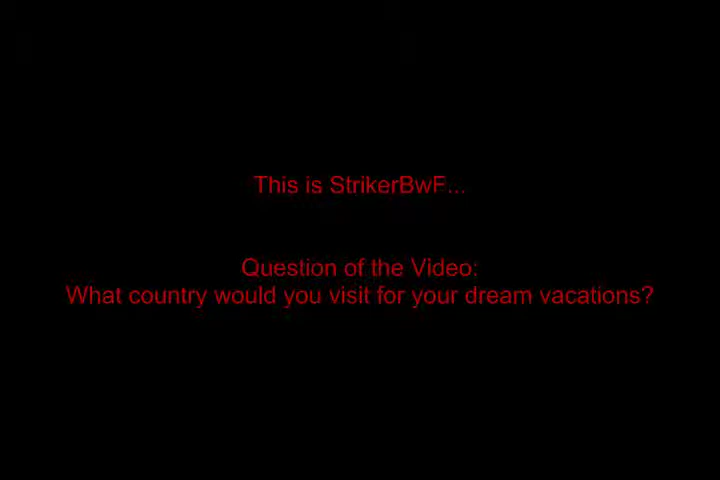 This is StrikerBwF...
Question of the Video:
What country would you visit for your dream vacations?